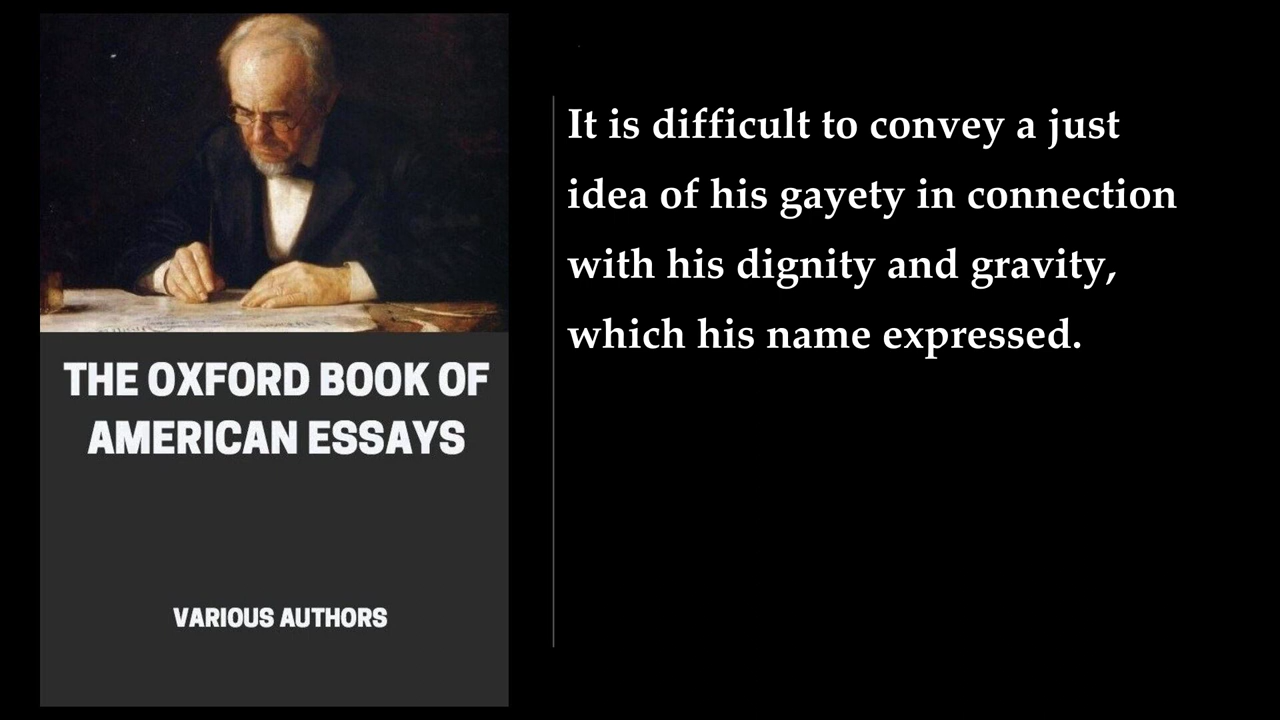 THE OXFORD BOOK OF
AMERICAN ESSAYS
VARIOUS AUTHORS
It is difficult to convey a just
idea of his gayety in connection
with his dignity and gravity,
which his name expressed.